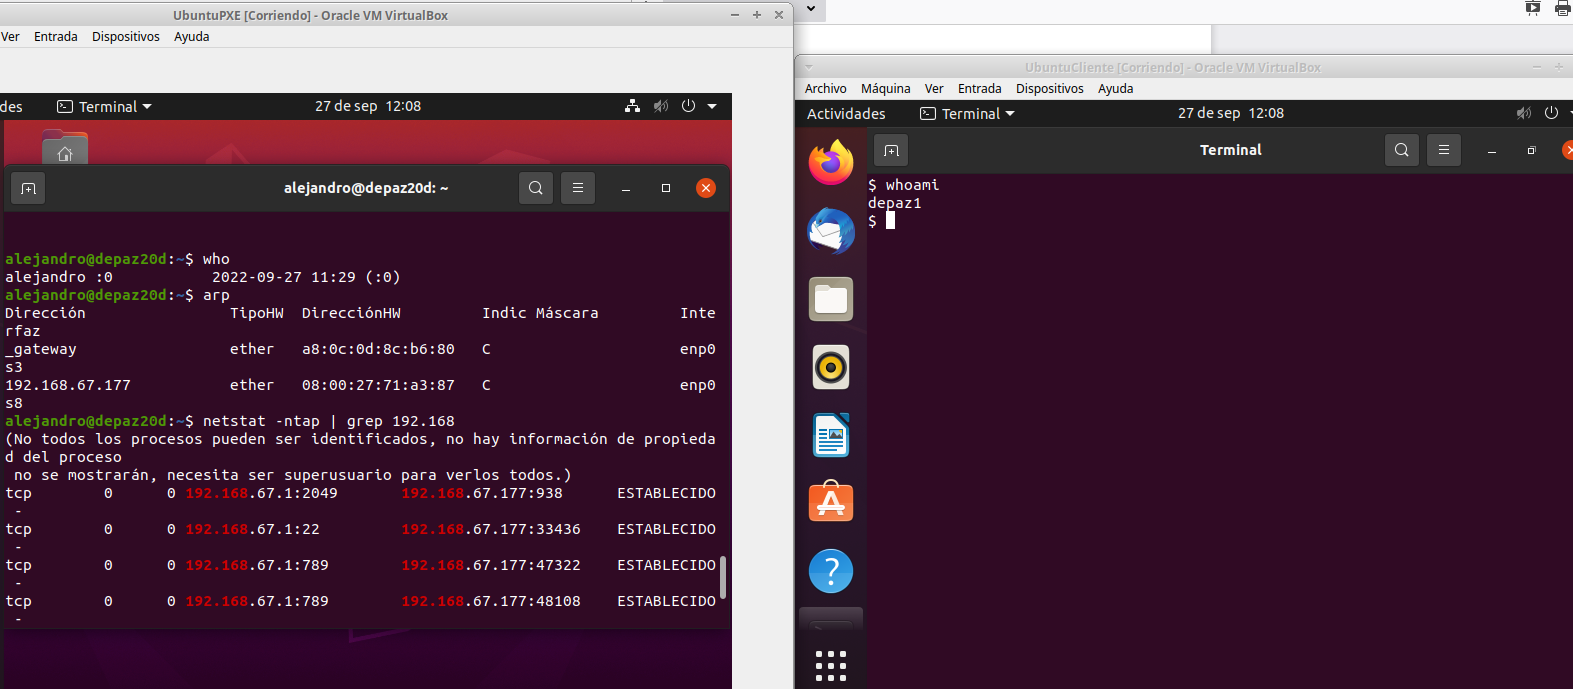 UbuntuPXE [Corriendo] - Oracle VM VirtualBox
Ver Entrada Dispositivos Ayuda
des Terminal 27 de sep 12:08
alejandro@depaz20d: ~
alejandro@depaz20d:~$ who
alejandro :0 2022-09-27 11:29 (:0)
alejandro@depaz20d:~$ arp
Dirección TipoHW DirecciónHW Indic Máscara Inte
rfaz
_gateway ether a8:0c:0d:8c:b6:80 C enp0
s3
192.168.67.177 ether 08:00:27:71:a3:87 C enp0
s8
alejandro@depaz20d:~$ netstat -ntap | grep 192.168
(No todos los procesos pueden ser identificados, no hay información de propieda
d del proceso
no se mostrarán, necesita ser superusuario para verlos todos.)
tcp 0 0 192.168.67.1:2049 192.168.67.177:938 ESTABLECIDO
-
tcp 0 0 192.168.67.1:22 192.168.67.177:33436 ESTABLECIDO
-
tcp 0 0 192.168.67.1:789 192.168.67.177:47322 ESTABLECIDO
-
tcp 0 0 192.168.67.1:789 192.168.67.177:48108 ESTABLECIDO
-
UbuntuCliente [Corriendo] - Oracle VM VirtualBox
Archivo Máquina Ver Entrada Dispositivos Ayuda
Actividades Terminal 27 de sep 12:08
Terminal
$ whoami
depaz1
$